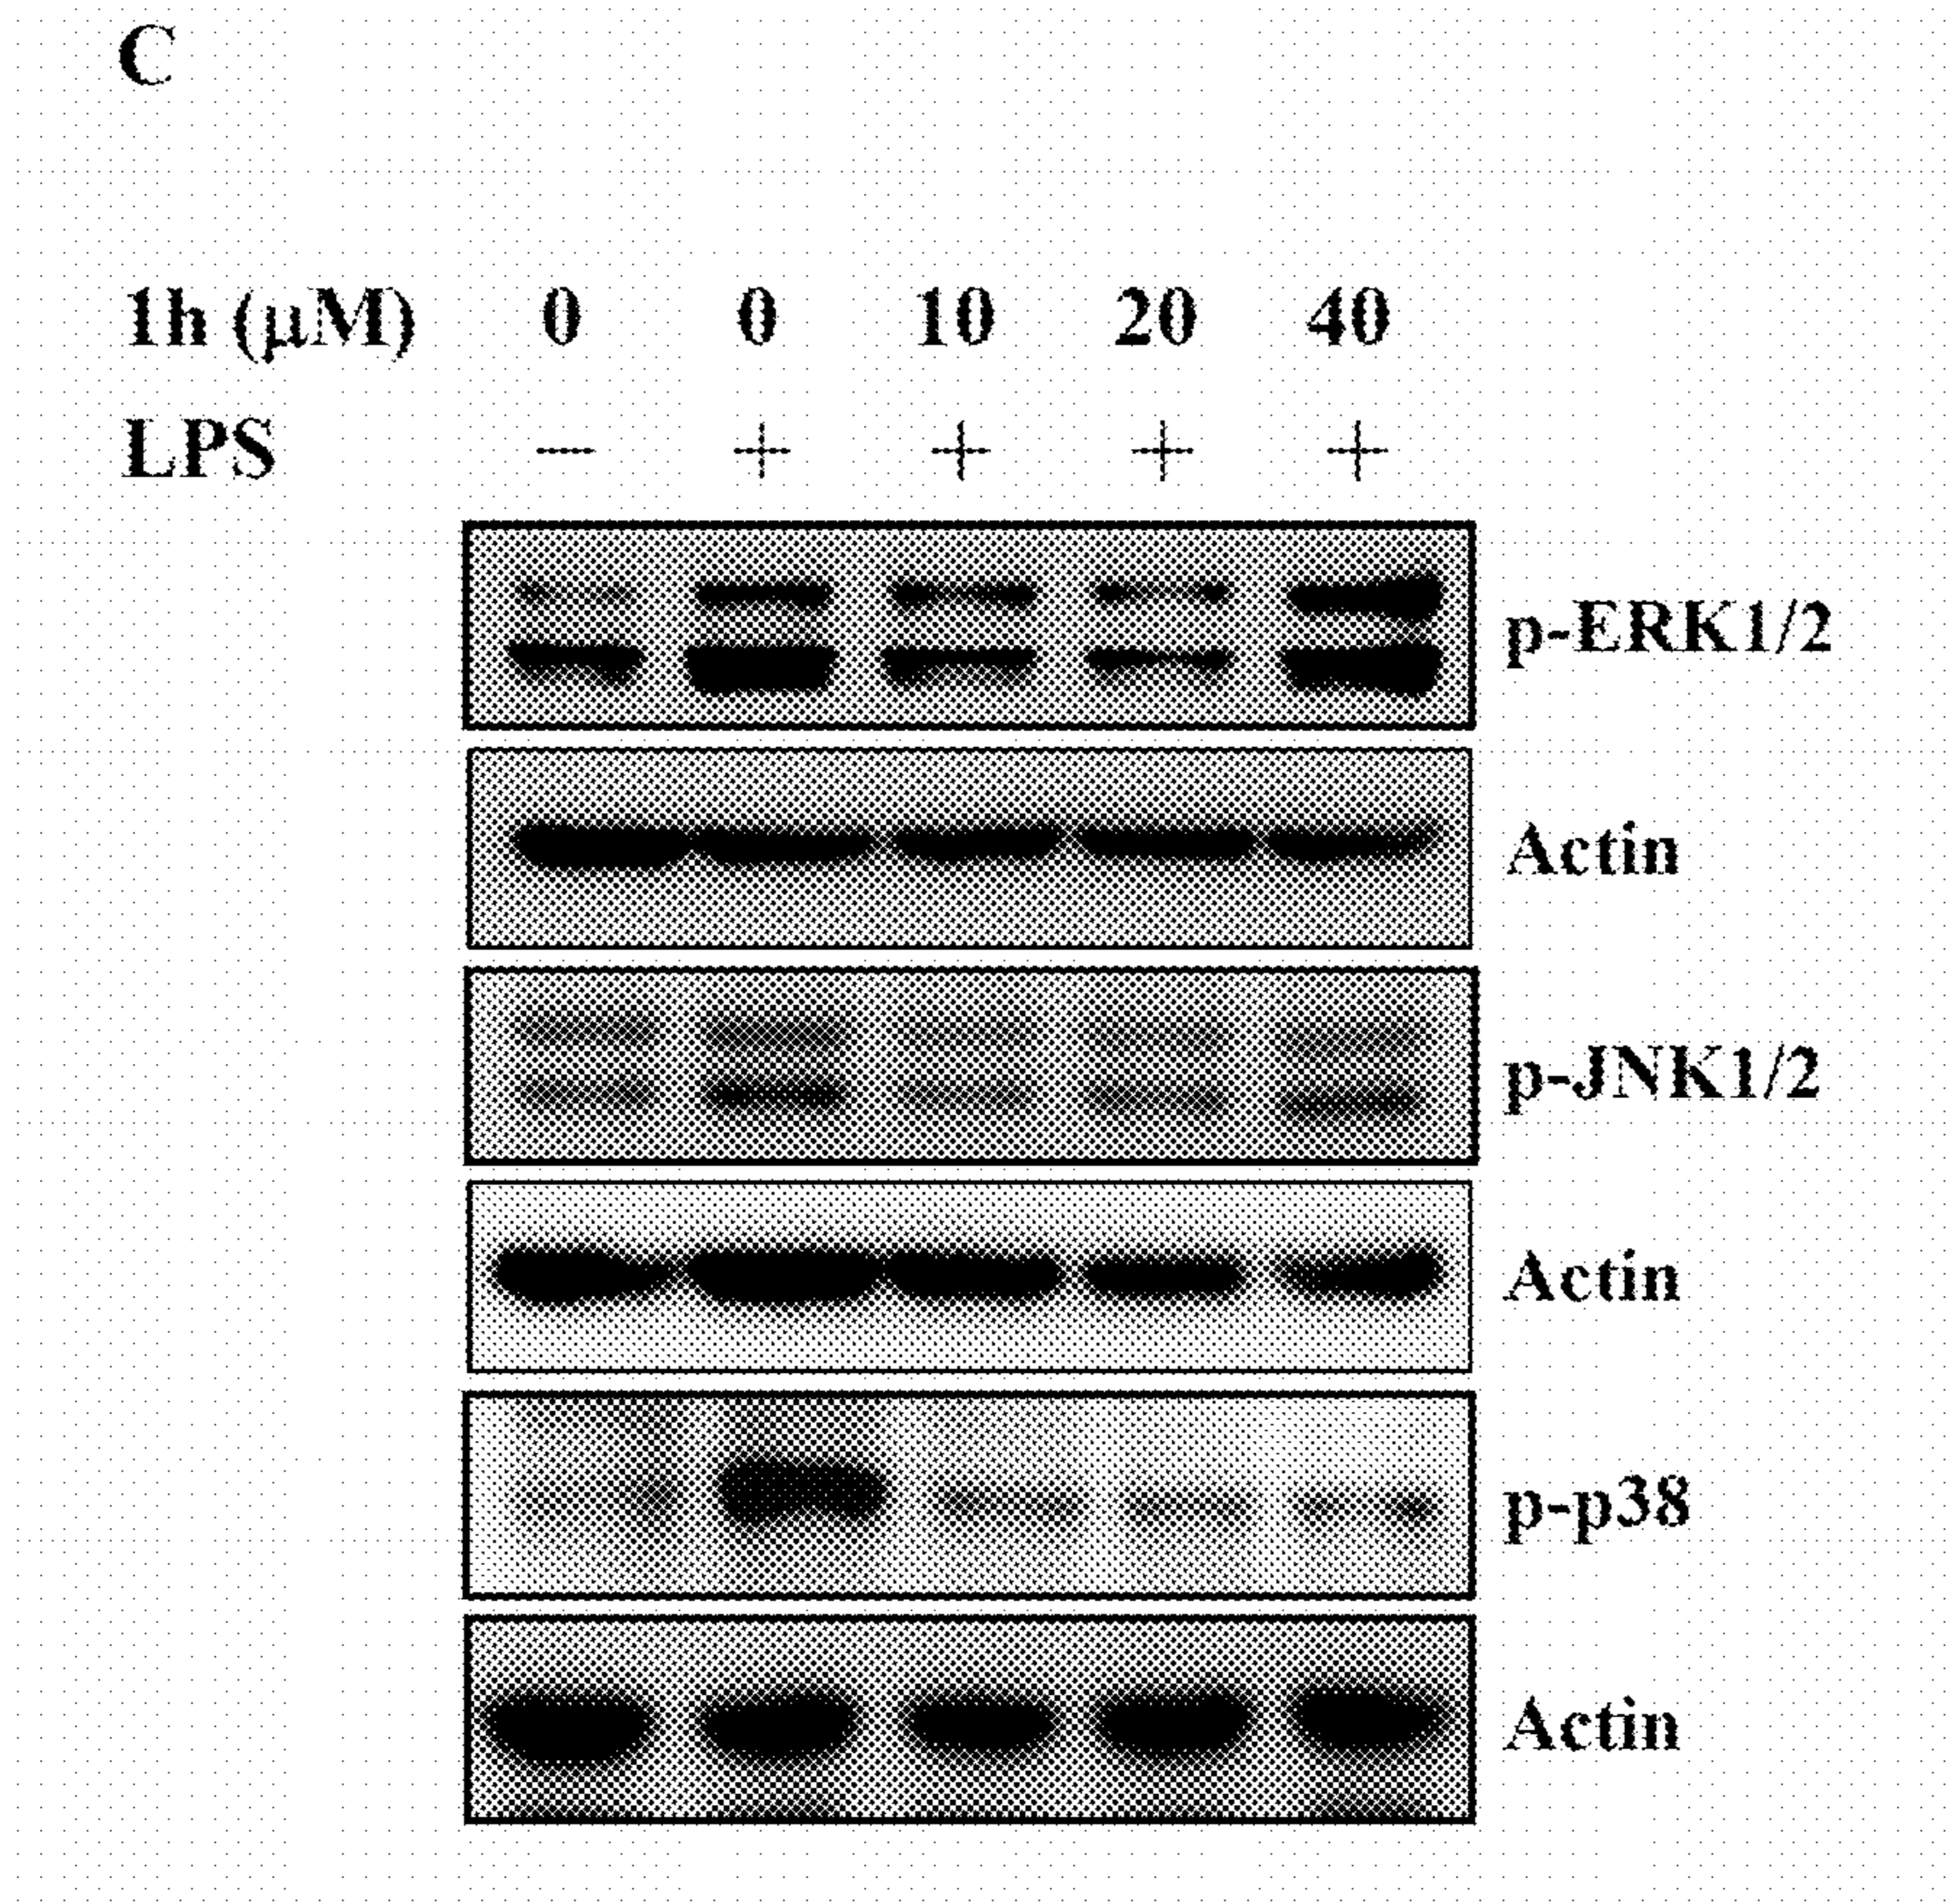 C
1h (μM) 0 0 10 20 40
LPS — + + + +
p-ERK1/2
Actin
p-JNK1/2
Actin
p-p38
Actin